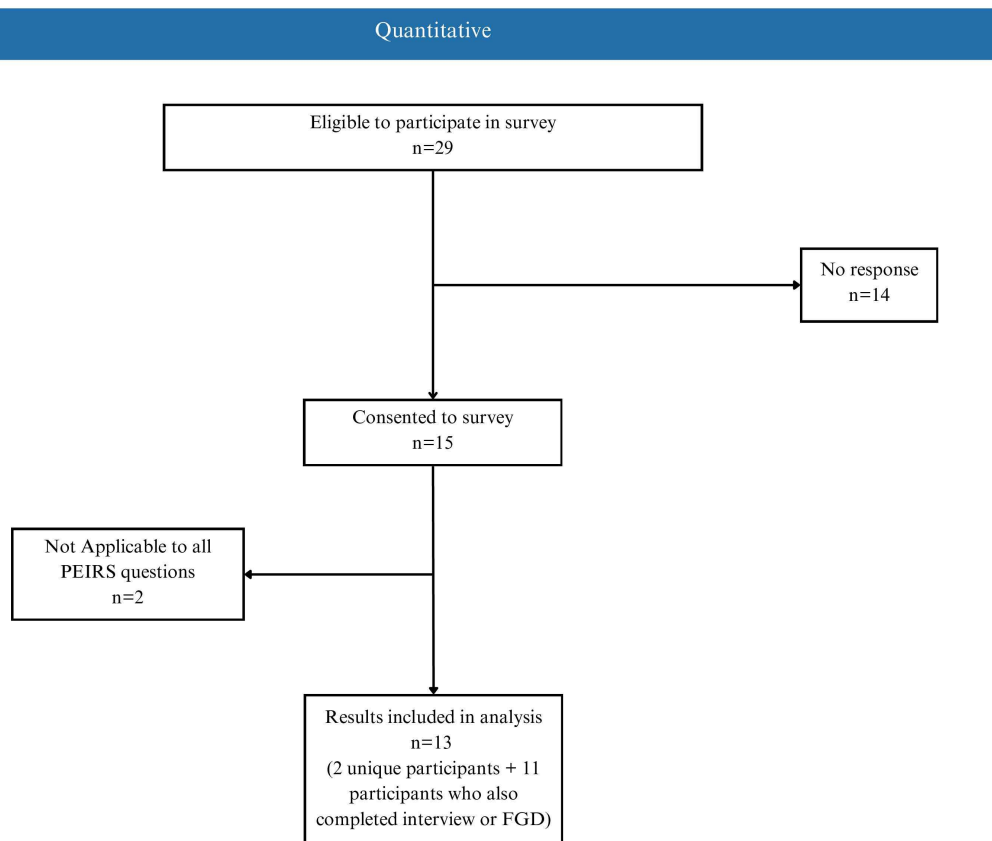 Quantitative
Eligible to participate in survey
n=29
No response
n=14
Consented to survey
n=15
Not Applicable to all
PEIRS questions
n=2
Results included in analysis
n=13
(2 unique participants + 11
participants who also
completed interview or FGD)